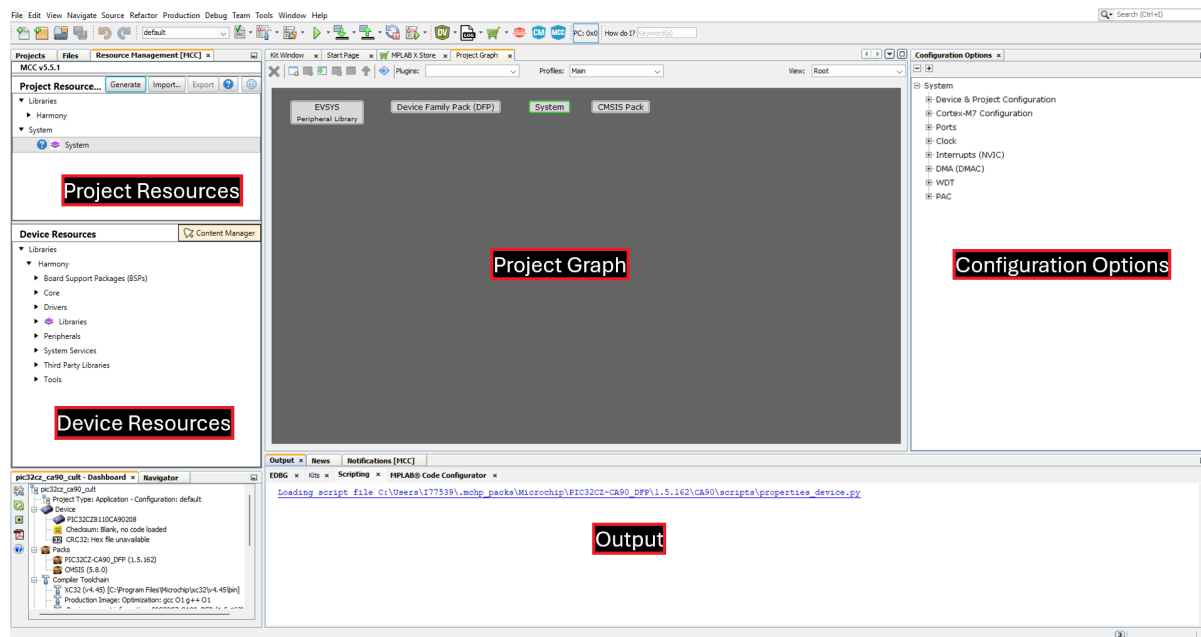 File Edit View Navigate Source Refactor Production Debug Team Tools Window Help
Search (Ctrl+I)
default
PC: 0x0
How do I?
Keyword(s)
Projects
Files
Resource Management [MCC]
MCC v5.5.1
Project Resource...
Generate
Import...
Export
Libraries
Harmony
System
System
Project Resources
Device Resources
Content Manager
Libraries
Harmony
Board Support Packages (BSPs)
Core
Drivers
Libraries
Peripherals
System Services
Third Party Libraries
Tools
Device Resources
pic32cz_ca90_cult - Dashboard
Navigator
pic32cz_ca90_cult
Project Type: Application - Configuration: default
Device
PIC32CZ8110CA90208
Checksum: Blank, no code loaded
CRC32: Hex file unavailable
Packs
PIC32CZ-CA90_DFP (1.5.162)
CMSIS (5.8.0)
Compiler Toolchain
XC32 (v4.45) [C:\Program Files\Microchip\xc32\v4.45\bin]
Production Image: Optimization: gcc O1 g++ O1
Kit Window
Start Page
MPLAB X Store
Project Graph
Plugins:
Profiles:
Main
View:
Root
EVSYS
Peripheral Library
Device Family Pack (DFP)
System
CMSIS Pack
Project Graph
Output
News
Notifications [MCC]
EDBG
Kits
Scripting
MPLAB® Code Configurator
Loading script file C:\Users\I77539\.mchp_packs\Microchip\PIC32CZ-CA90_DFP\1.5.162\CA90\scripts\properties_device.py
Output
Configuration Options
System
Device & Project Configuration
Cortex-M7 Configuration
Ports
Clock
Interrupts (NVIC)
DMA (DMAC)
WDT
PAC
Configuration Options
3